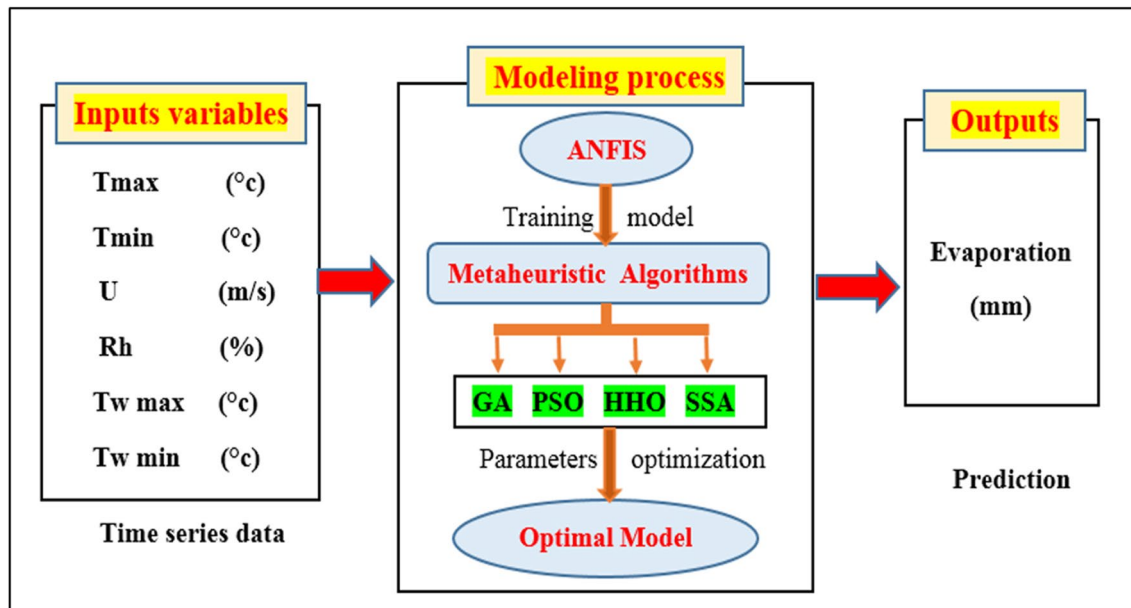 Inputs variables
Tmax (°c)
Tmin (°c)
U (m/s)
Rh (%)
Tw max (°c)
Tw min (°c)
Time series data
Modeling process
ANFIS
Training model
Metaheuristic Algorithms
GA PSO HHO SSA
Parameters optimization
Optimal Model
Outputs
Evaporation
(mm)
Prediction